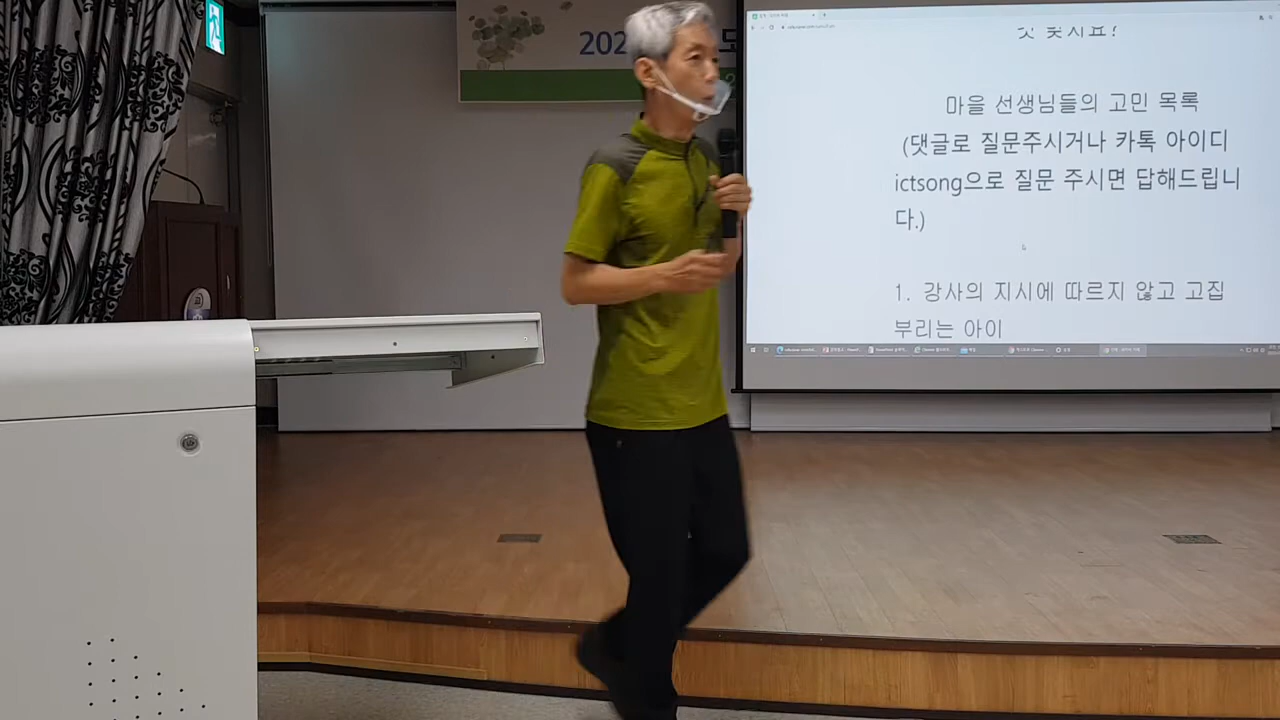 202
도
마을 선생님들의 고민 목록
(댓글로 질문주시거나 카톡 아이디
ictsong으로 질문 주시면 답해드립니
다.)
1. 강사의 지시에 따르지 않고 고집
부리는 아이